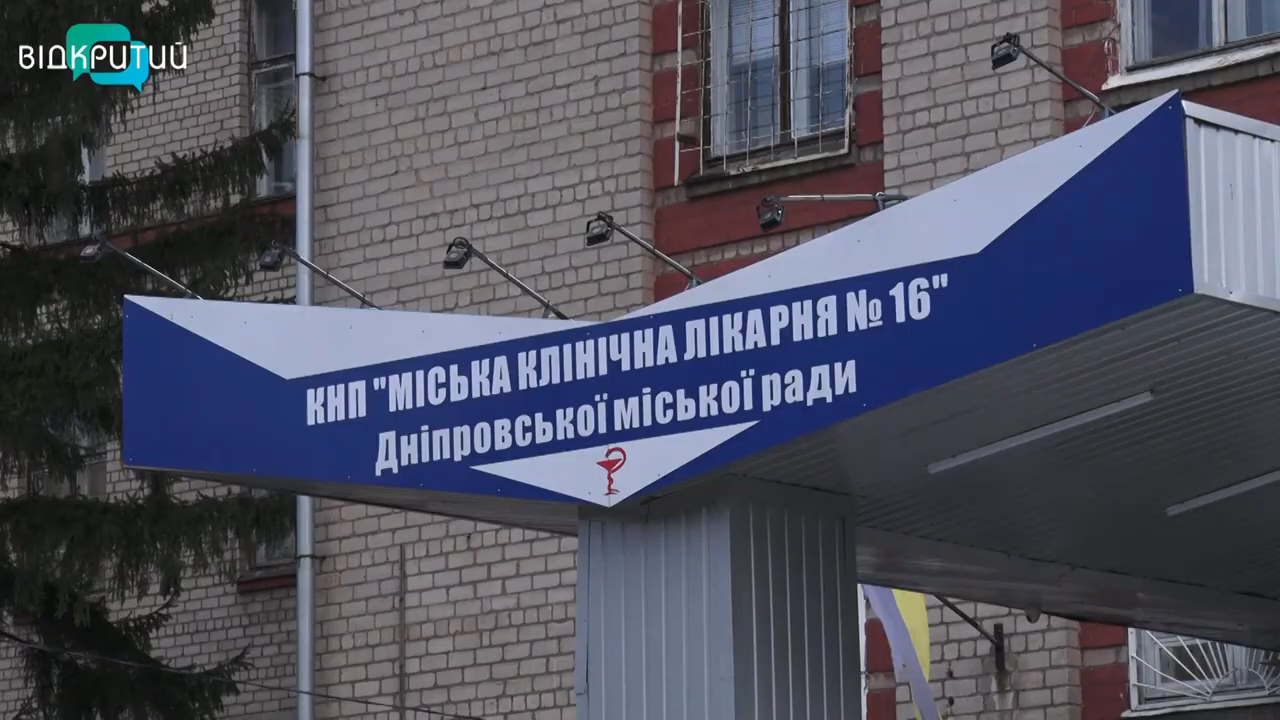 ВІДКРИТИЙ
КНП "МІСЬКА КЛІНІЧНА ЛІКАРНЯ № 16"
Дніпровської міської ради